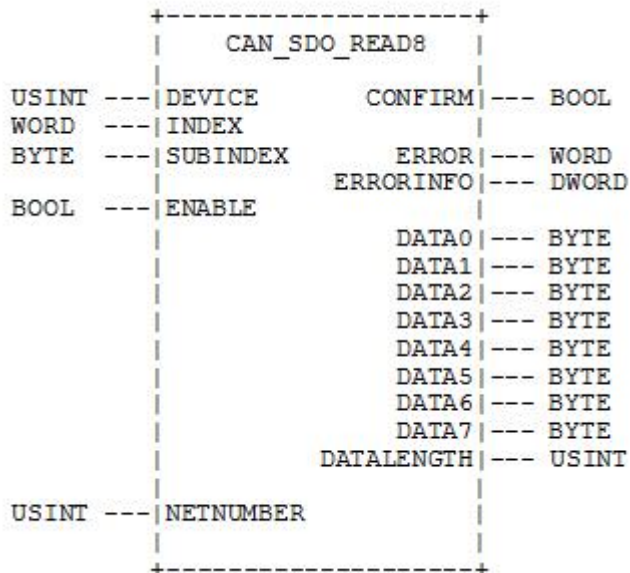 +---------------------+
| CAN_SDO_READ8 |
| |
USINT ---|DEVICE CONFIRM|--- BOOL
WORD ---|INDEX |
BYTE ---|SUBINDEX ERROR|--- WORD
| ERRORINFO|--- DWORD
BOOL ---|ENABLE |
| DATA0|--- BYTE
| DATA1|--- BYTE
| DATA2|--- BYTE
| DATA3|--- BYTE
| DATA4|--- BYTE
| DATA5|--- BYTE
| DATA6|--- BYTE
| DATA7|--- BYTE
| DATALENGTH|--- USINT
| |
USINT ---|NETNUMBER |
| |
+---------------------+